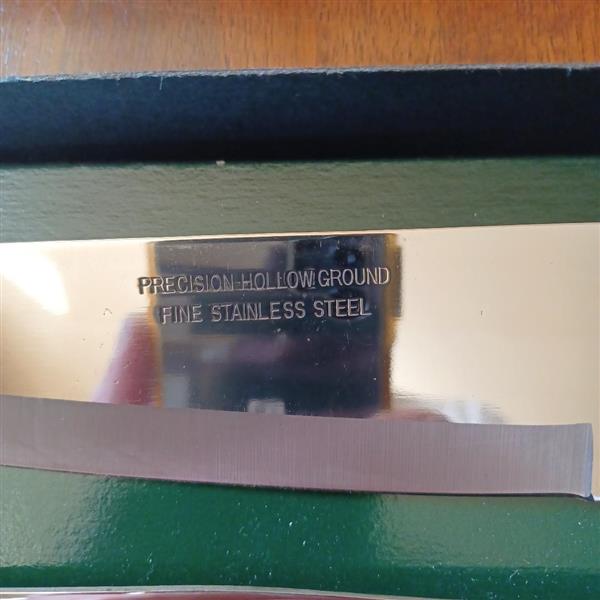 PRECISION HOLLOW GROUND
FINE STAINLESS STEEL